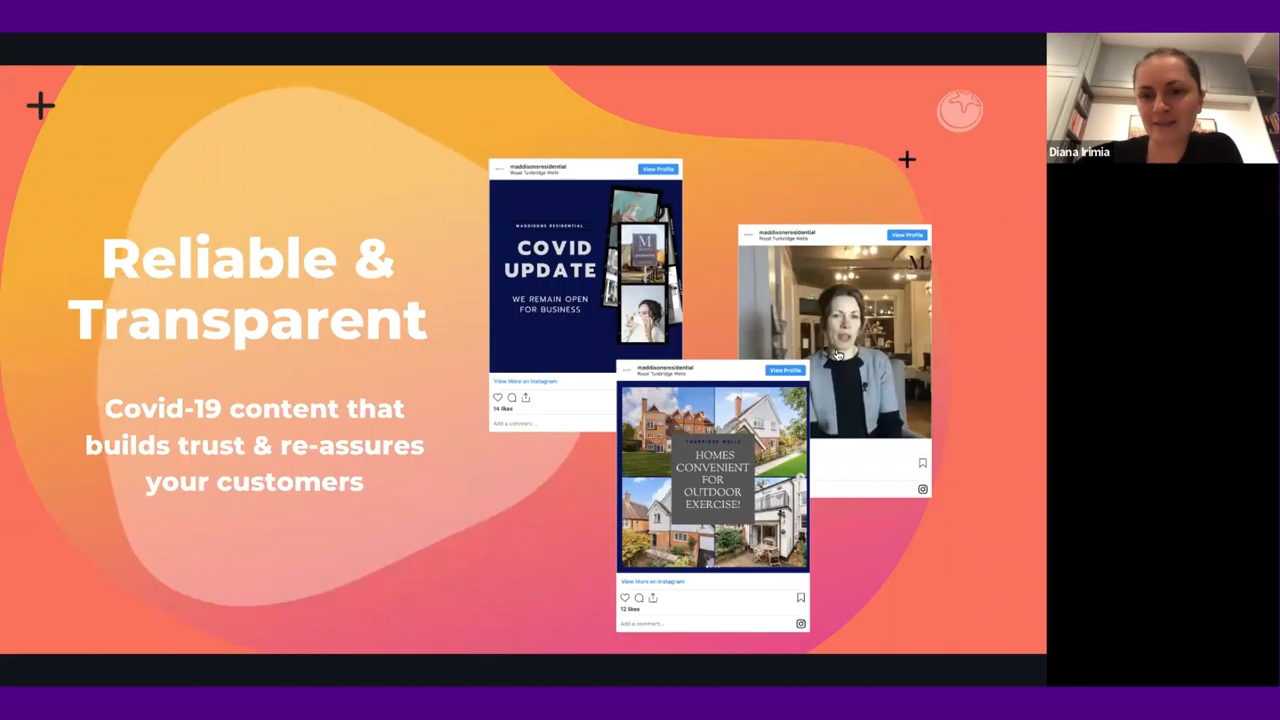 Reliable &
Transparent
Covid-19 content that
builds trust & re-assures
your customers
maddisonsresidential
Royal Tunbridge Wells
View Profile
MADDISONS RESIDENTIAL
COVID
UPDATE
WE REMAIN OPEN
FOR BUSINESS
M
View More on Instagram
14 likes
Add a comment...
maddisonsresidential
Royal Tunbridge Wells
View Profile
M
maddisonsresidential
Royal Tunbridge Wells
View Profile
TUNBRIDGE WELLS
HOMES
CONVENIENT
FOR
OUTDOOR
EXERCISE!
View More on Instagram
12 likes
Add a comment...
Diana Irimia